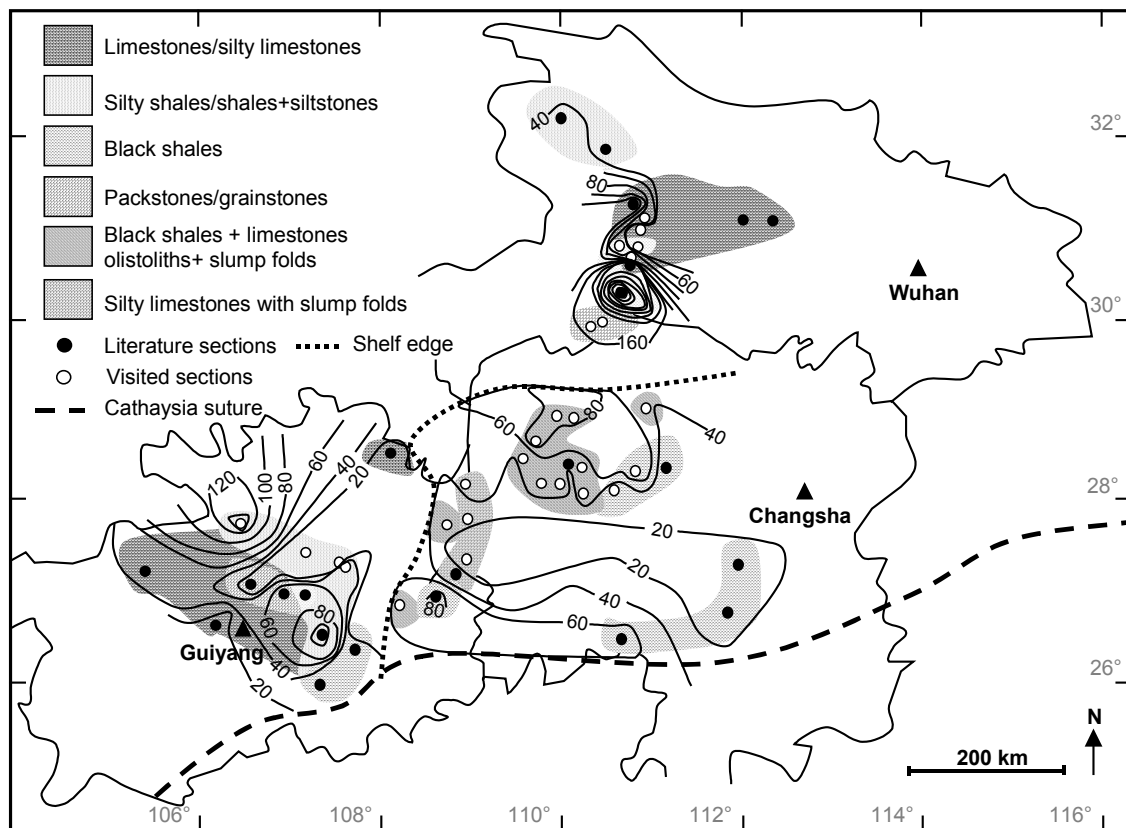 Limestones/silty limestones
Silty shales/shales+siltstones
Black shales
Packstones/grainstones
Black shales + limestones
olistoliths+ slump folds
Silty limestones with slump folds
Literature sections
Shelf edge
Visited sections
Cathaysia suture
40
80
60
160
Wuhan
32°
30°
28°
26°
80
60
40
60
40
20
120
100
80
20
20
40
60
80
Changsha
60
80
40
20
Guiyang
N
200 km
106°
108°
110°
112°
114°
116°